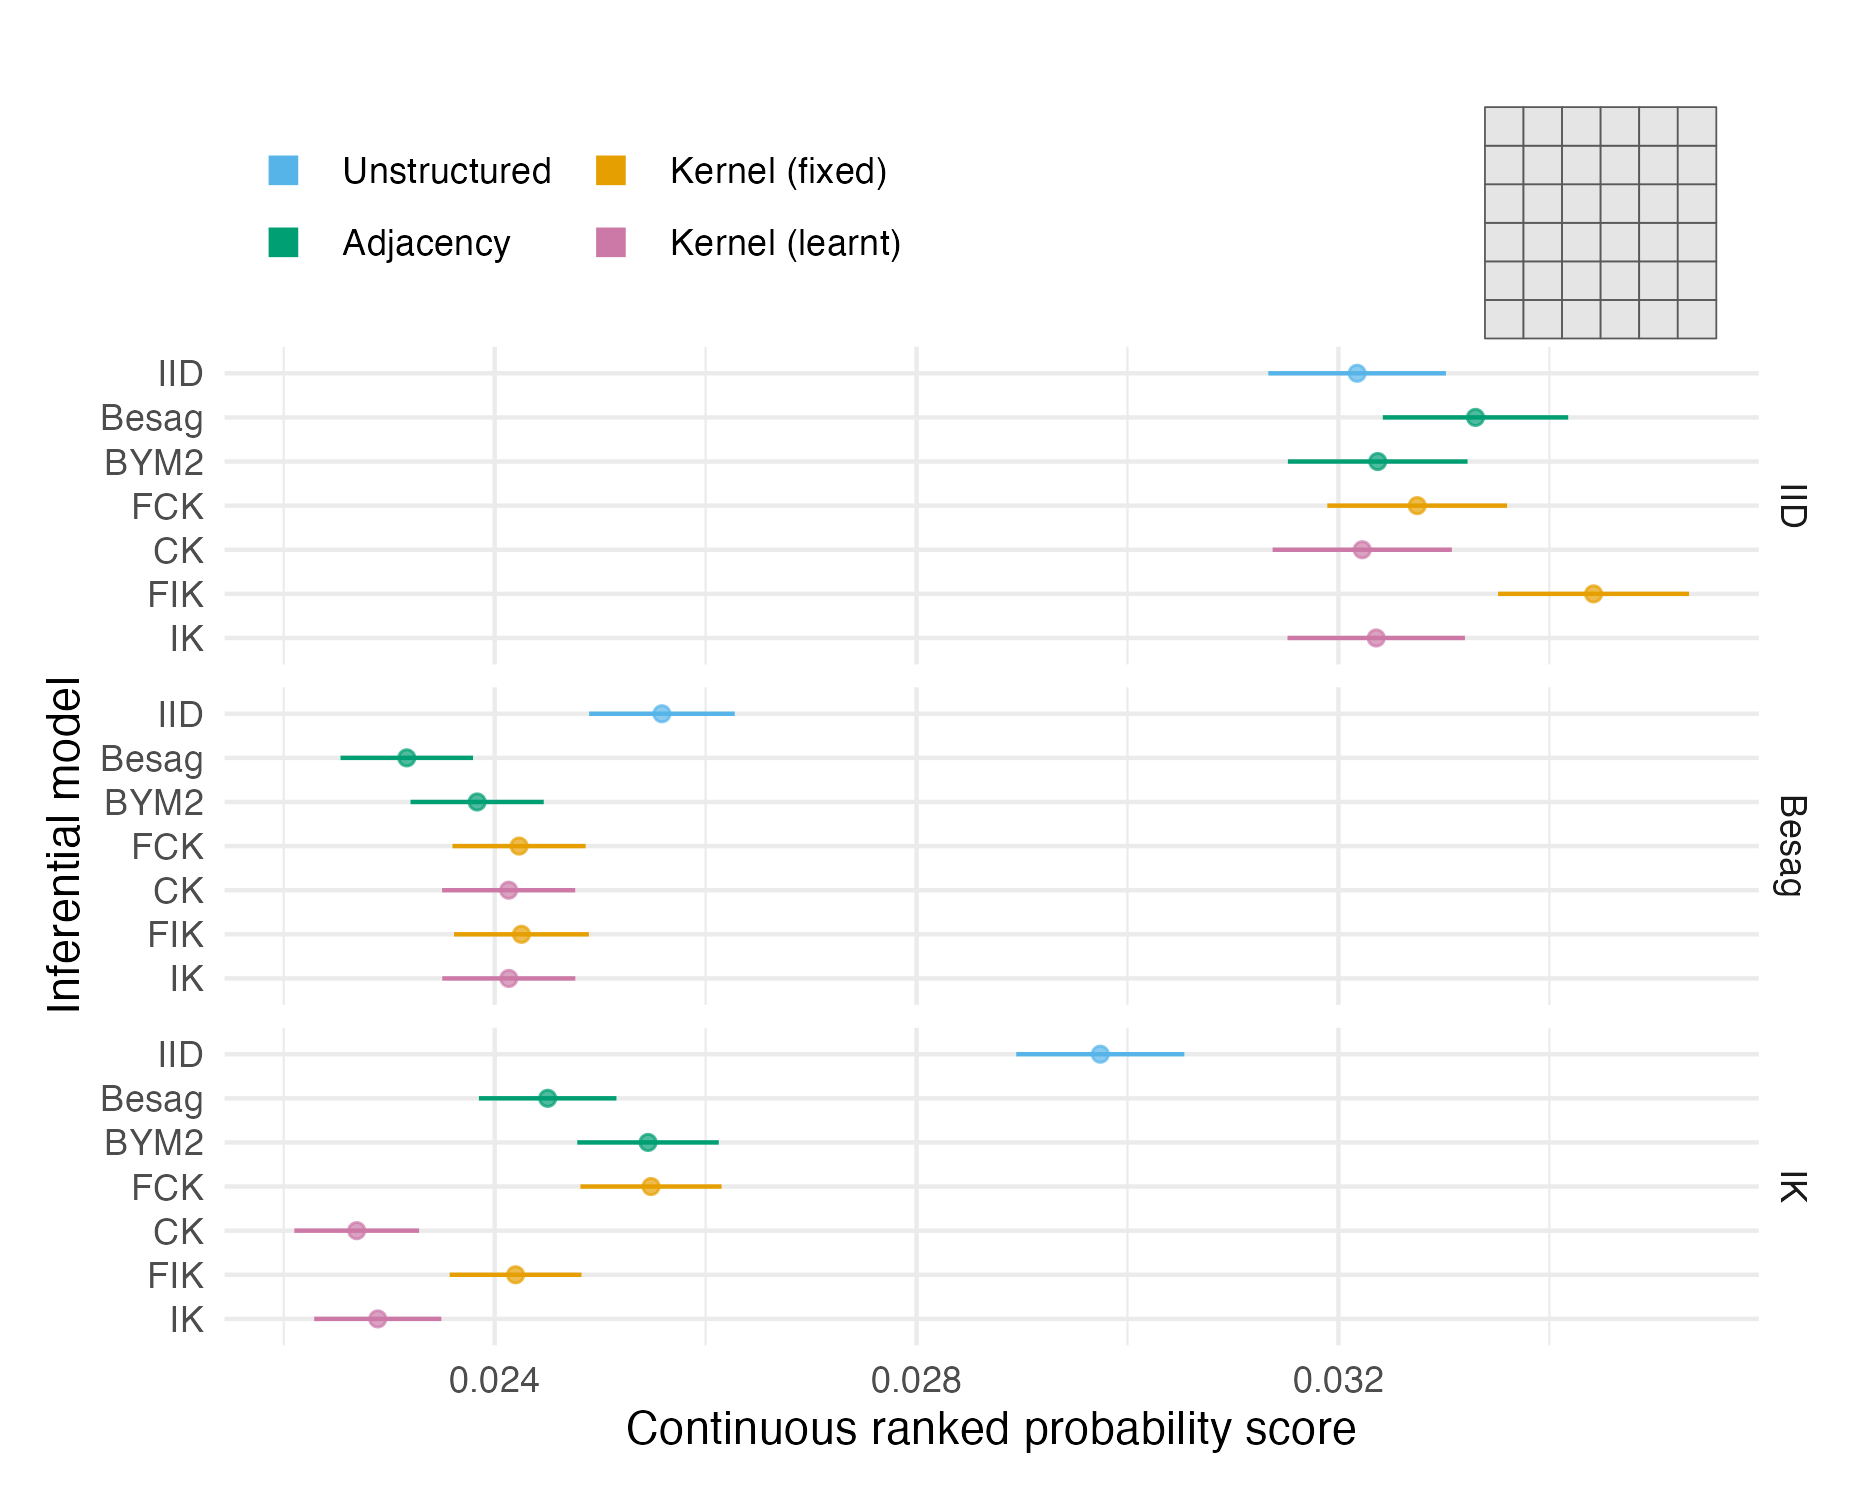 Unstructured
Kernel (fixed)
Adjacency
Kernel (learnt)
Inferential model
IID
Besag
BYM2
FCK
CK
FIK
IK
IID
IID
Besag
BYM2
FCK
CK
FIK
IK
Besag
IID
Besag
BYM2
FCK
CK
FIK
IK
IK
0.024
0.028
0.032
Continuous ranked probability score